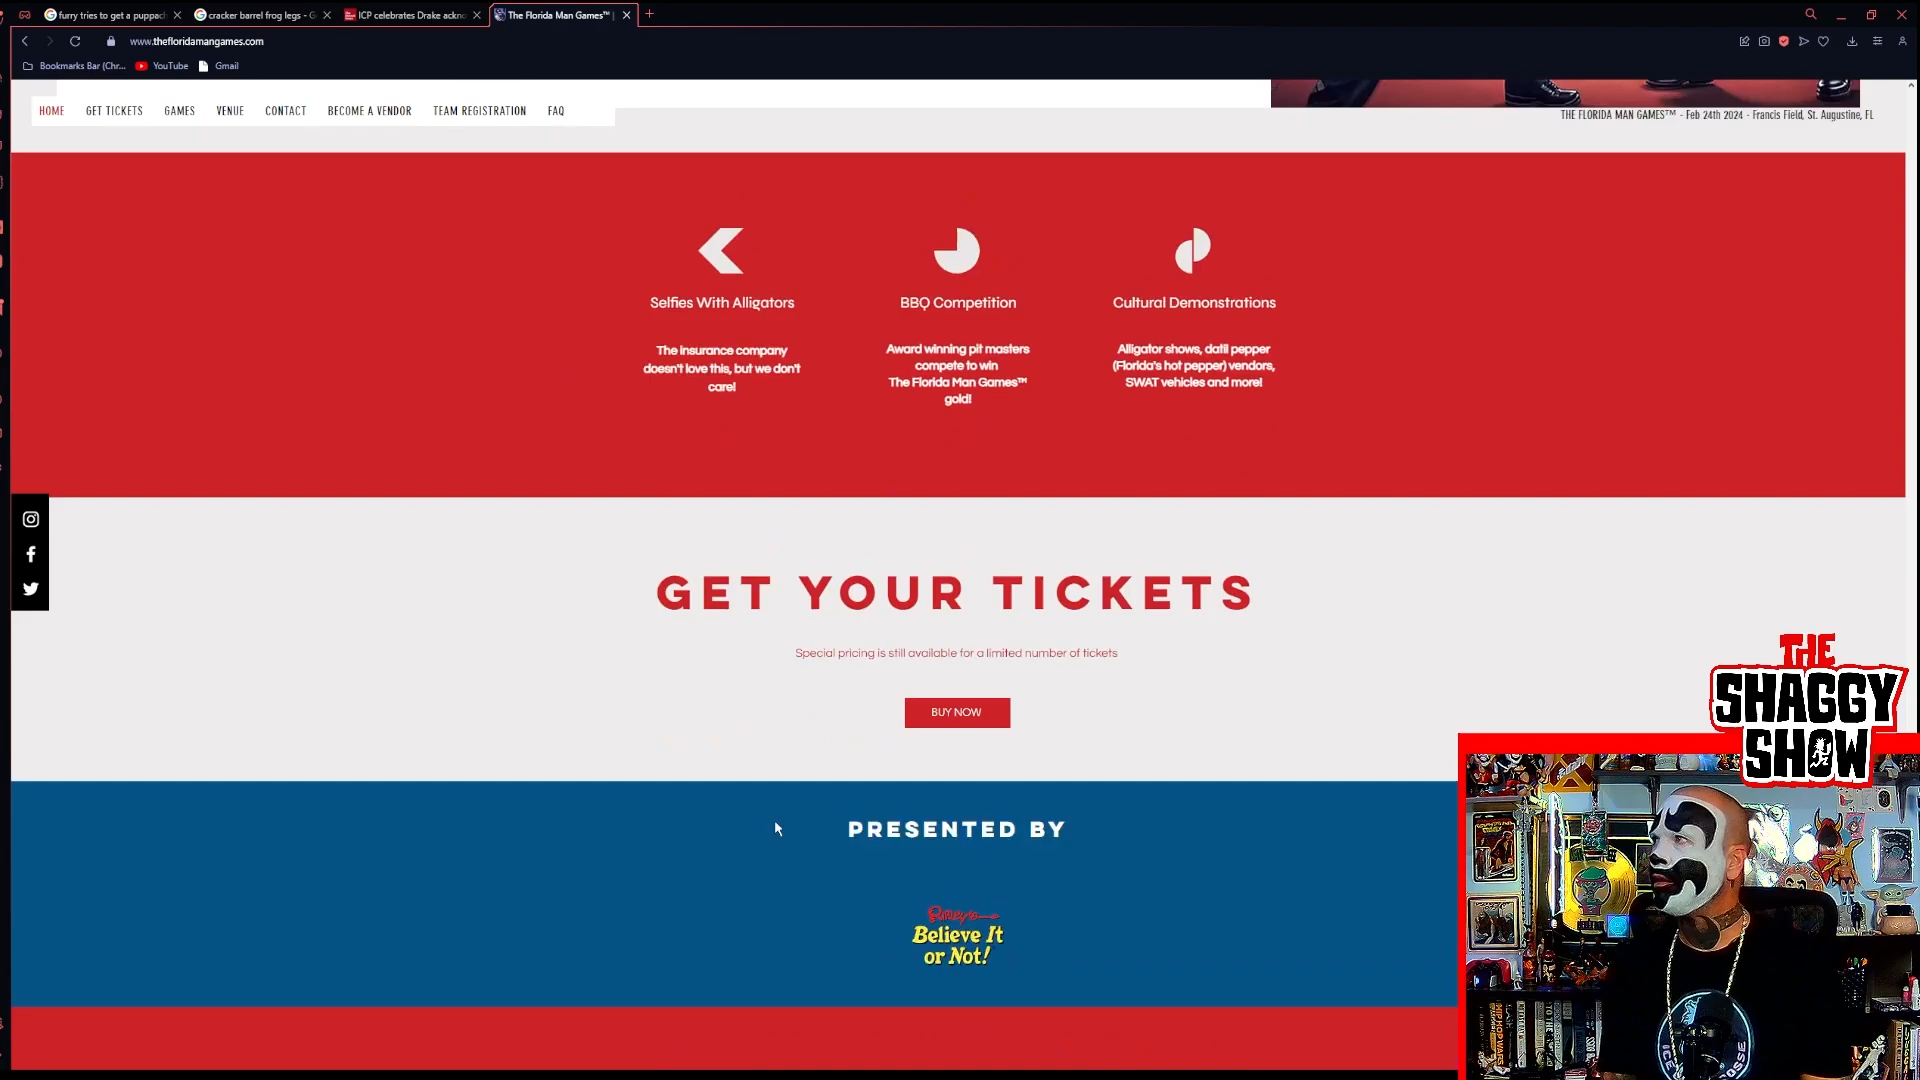 furry tries to get a puppach
cracker barrel frog legs - G
ICP celebrates Drake ackno
The Florida Man Games™ |
www.thefloridamangames.com
Bookmarks Bar (Chr... YouTube Gmail
HOME GET TICKETS GAMES VENUE CONTACT BECOME A VENDOR TEAM REGISTRATION FAQ
THE FLORIDA MAN GAMES™ - Feb 24th 2024 - Francis Field, St. Augustine, FL
Selfies With Alligators
The insurance company
doesn't love this, but we don't
care!
BBQ Competition
Award winning pit masters
compete to win
The Florida Man Games™
gold!
Cultural Demonstrations
Alligator shows, datil pepper
(Florida's hot pepper) vendors,
SWAT vehicles and more!
GET YOUR TICKETS
Special pricing is still available for a limited number of tickets
BUY NOW
PRESENTED BY
Ripley's
Believe It
or Not!
THE
SHAGGY
SHOW